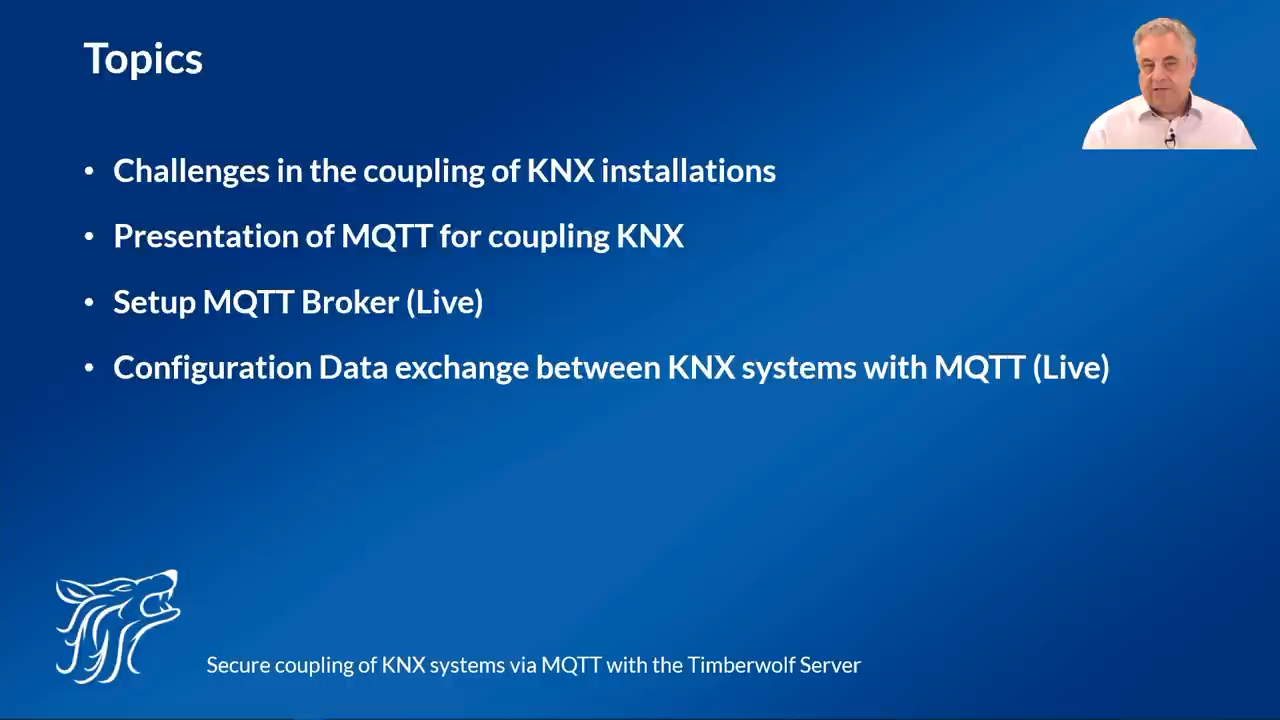 Topics
• Challenges in the coupling of KNX installations
• Presentation of MQTT for coupling KNX
• Setup MQTT Broker (Live)
• Configuration Data exchange between KNX systems with MQTT (Live)
Secure coupling of KNX systems via MQTT with the Timberwolf Server